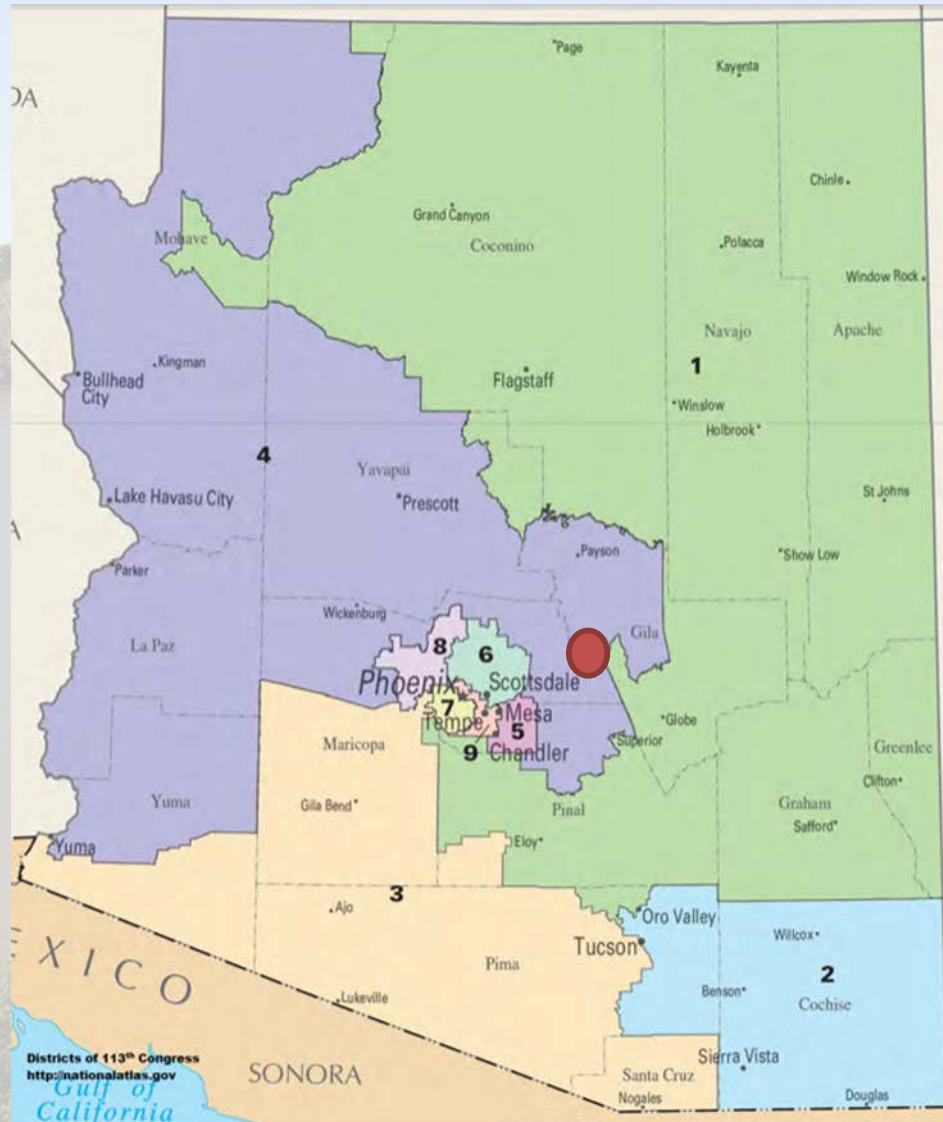 Page
Kayenta
DA
Chinle
Grand Canyon
Mohave
Coconino
Polacca
Window Rock
Navajo
Apache
1
Kingman
Bullhead
City
Flagstaff
Winslow
Holbrook
4
Yavapai
Prescott
Lake Havasu City
St Johns
Payson
Show Low
Parker
Wickenburg
La Paz
8
6
Gila
Phoenix
Scottsdale
7
Tempe
Mesa
5
9
Chandler
Globe
Superior
Maricopa
Greenlee
Clifton
Yuma
Gila Bend
Pinal
Graham
Safford
Yuma
Eloy
3
Ajo
Oro Valley
Tucson
Willcox
Pima
2
Benson
Cochise
EXICO
Lukeville
Sierra Vista
Districts of 113th Congress
http://nationalatlas.gov
SONORA
Santa Cruz
Gulf of
California
Nogales
Douglas